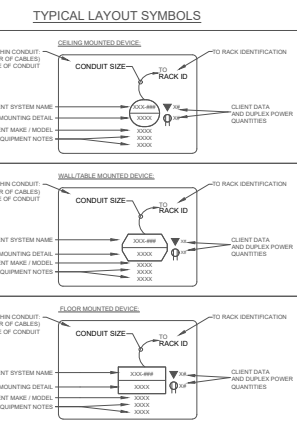 TYPICAL LAYOUT SYMBOLS
CEILING MOUNTED DEVICE:
HIN CONDUIT:
R OF CABLES)
E OF CONDUIT
CONDUIT SIZE
TO
RACK ID
TO RACK IDENTIFICATION
NT SYSTEM NAME
XXX-###
X#
MOUNTING DETAIL
XXXX
X#
CLIENT DATA
AND DUPLEX POWER
QUANTITIES
ENT MAKE / MODEL
XXXX
QUIPMENT NOTES
XXXX
XXXX
WALL/TABLE MOUNTED DEVICE:
HIN CONDUIT:
R OF CABLES)
E OF CONDUIT
CONDUIT SIZE
TO
RACK ID
TO RACK IDENTIFICATION
NT SYSTEM NAME
XXX-###
X#
MOUNTING DETAIL
XXXX
X#
CLIENT DATA
AND DUPLEX POWER
QUANTITIES
ENT MAKE / MODEL
XXXX
QUIPMENT NOTES
XXXX
XXXX
FLOOR MOUNTED DEVICE:
HIN CONDUIT:
R OF CABLES)
E OF CONDUIT
CONDUIT SIZE
TO
RACK ID
TO RACK IDENTIFICATION
NT SYSTEM NAME
XXX-###
X#
MOUNTING DETAIL
XXXX
X#
CLIENT DATA
AND DUPLEX POWER
QUANTITIES
ENT MAKE / MODEL
XXXX
QUIPMENT NOTES
XXXX
XXXX